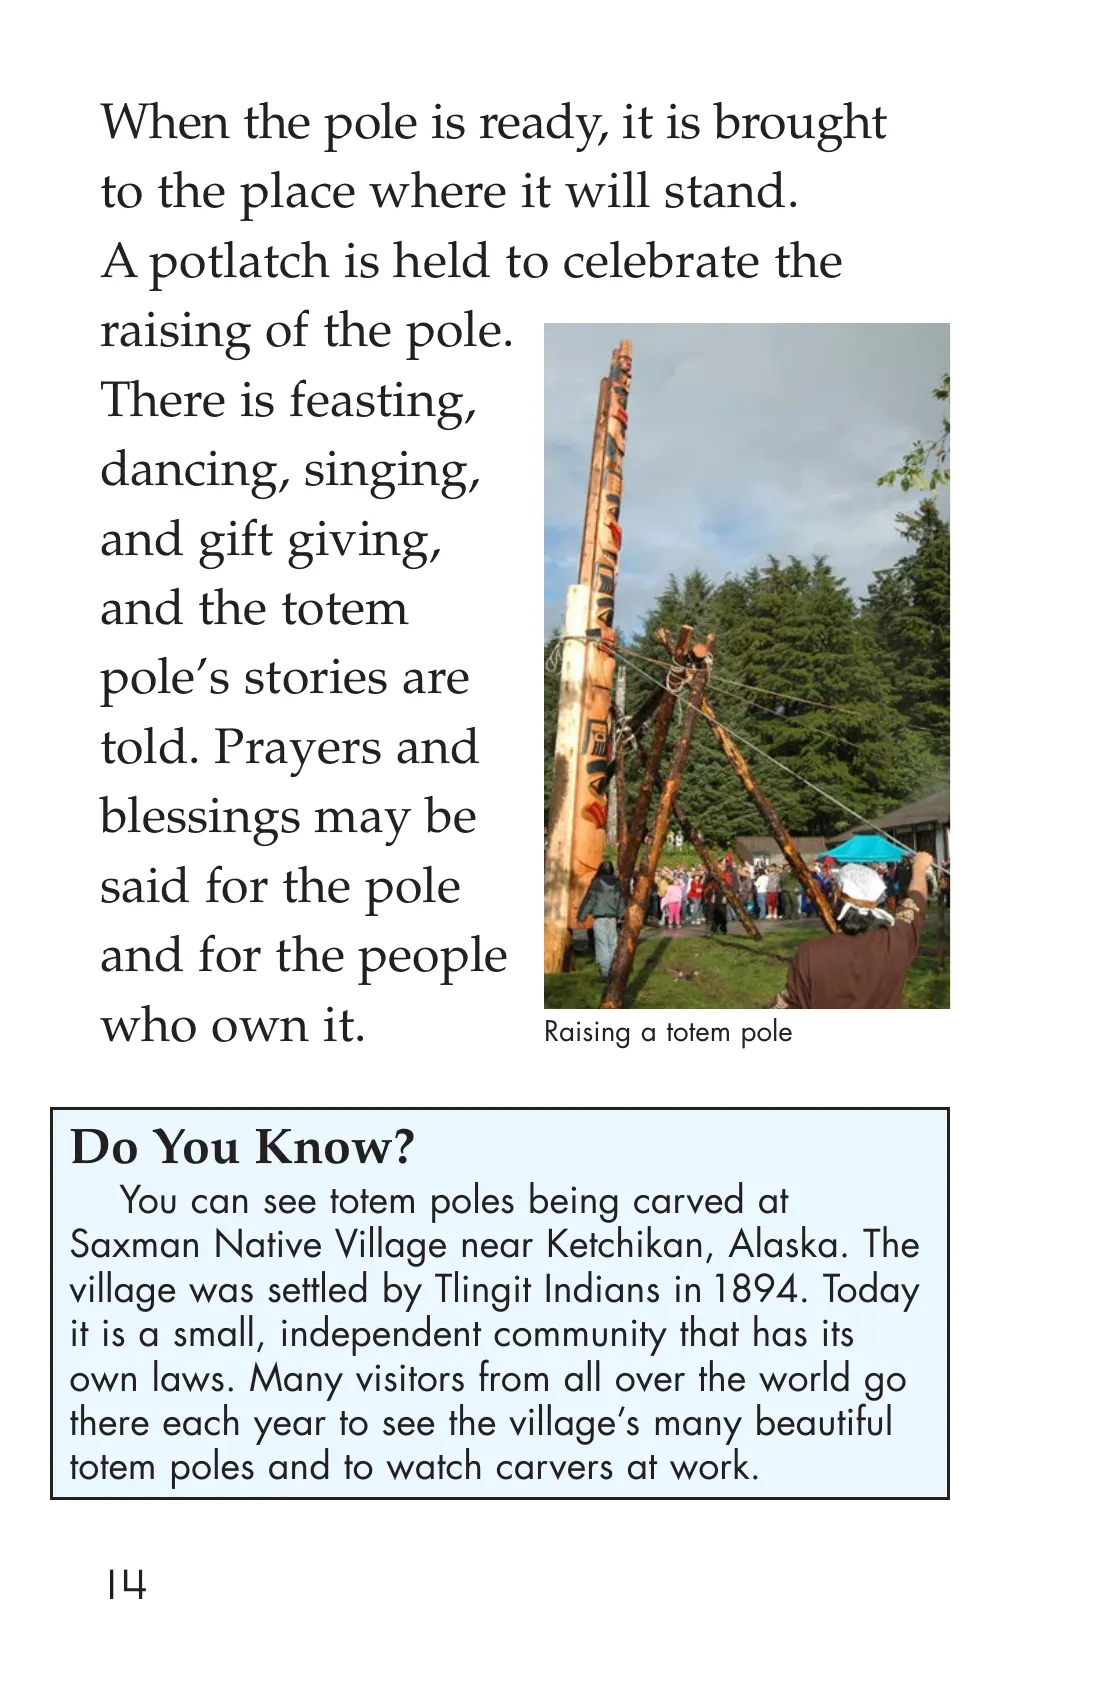 When the pole is ready, it is brought
to the place where it will stand.
A potlatch is held to celebrate the
raising of the pole.
There is feasting,
dancing, singing,
and gift giving,
and the totem
pole’s stories are
told. Prayers and
blessings may be
said for the pole
and for the people
who own it.
Raising a totem pole
Do You Know?
You can see totem poles being carved at
Saxman Native Village near Ketchikan, Alaska. The
village was settled by Tlingit Indians in 1894. Today
it is a small, independent community that has its
own laws. Many visitors from all over the world go
there each year to see the village’s many beautiful
totem poles and to watch carvers at work.
14